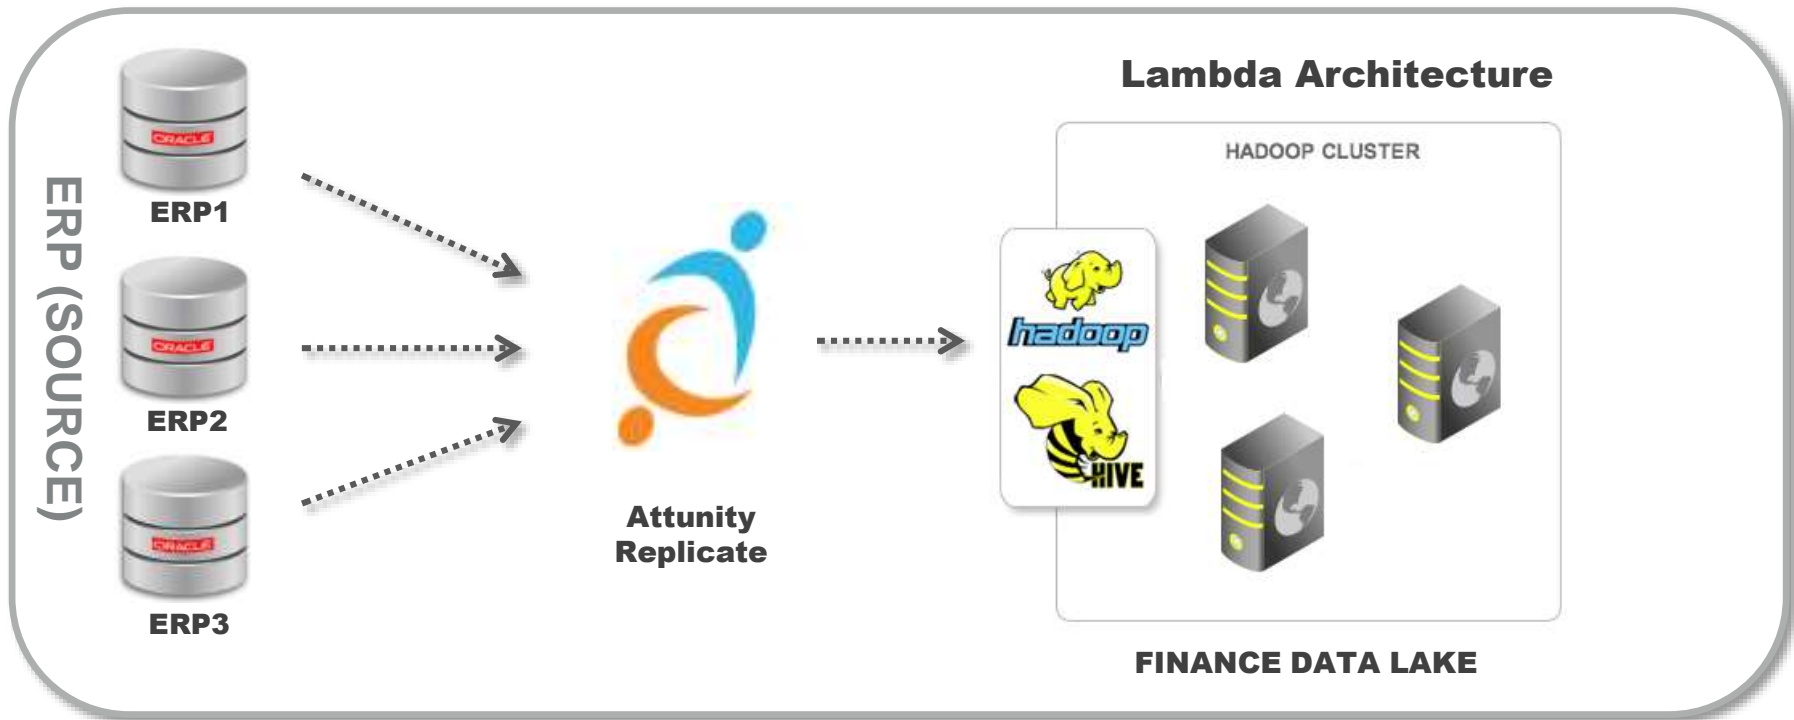 Lambda Architecture
HADOOP CLUSTER
ERP (SOURCE)
ORACLE
ERP1
ORACLE
ERP2
ORACLE
ERP3
Attunity
Replicate
hadoop
HIVE
FINANCE DATA LAKE